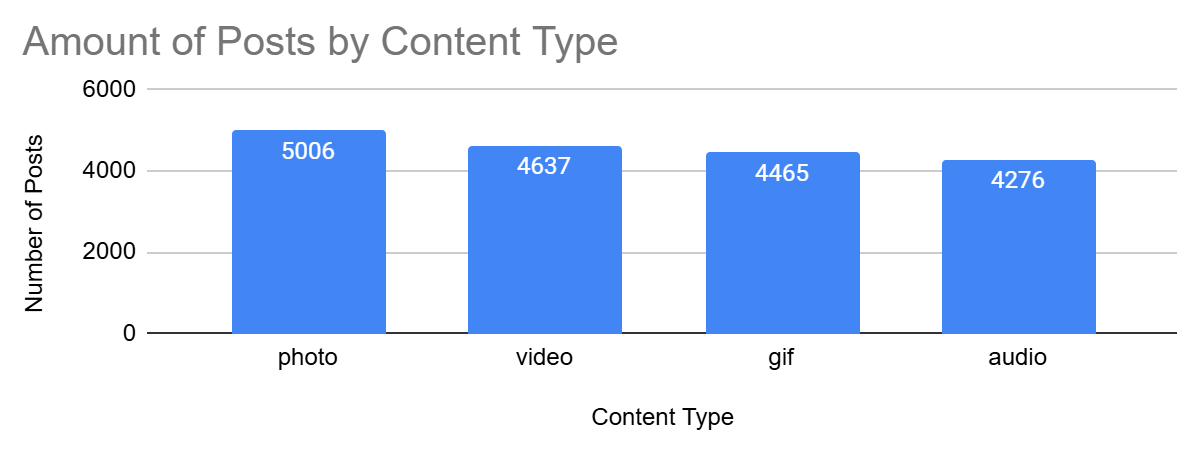 Amount of Posts by Content Type
6000
4000
2000
0
Number of Posts
5006
4637
4465
4276
photo
video
gif
audio
Content Type